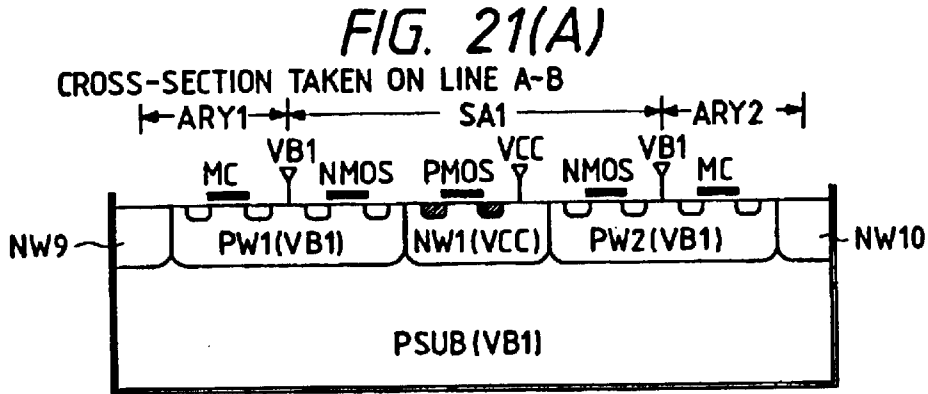 FIG. 21(A)
CROSS-SECTION TAKEN ON LINE A-B
ARY1 SA1 ARY2
VB1 VCC VB1
MC NMOS PMOS NMOS MC
NW9 PW1(VB1) NW1(VCC) PW2(VB1) NW10
PSUB(VB1)